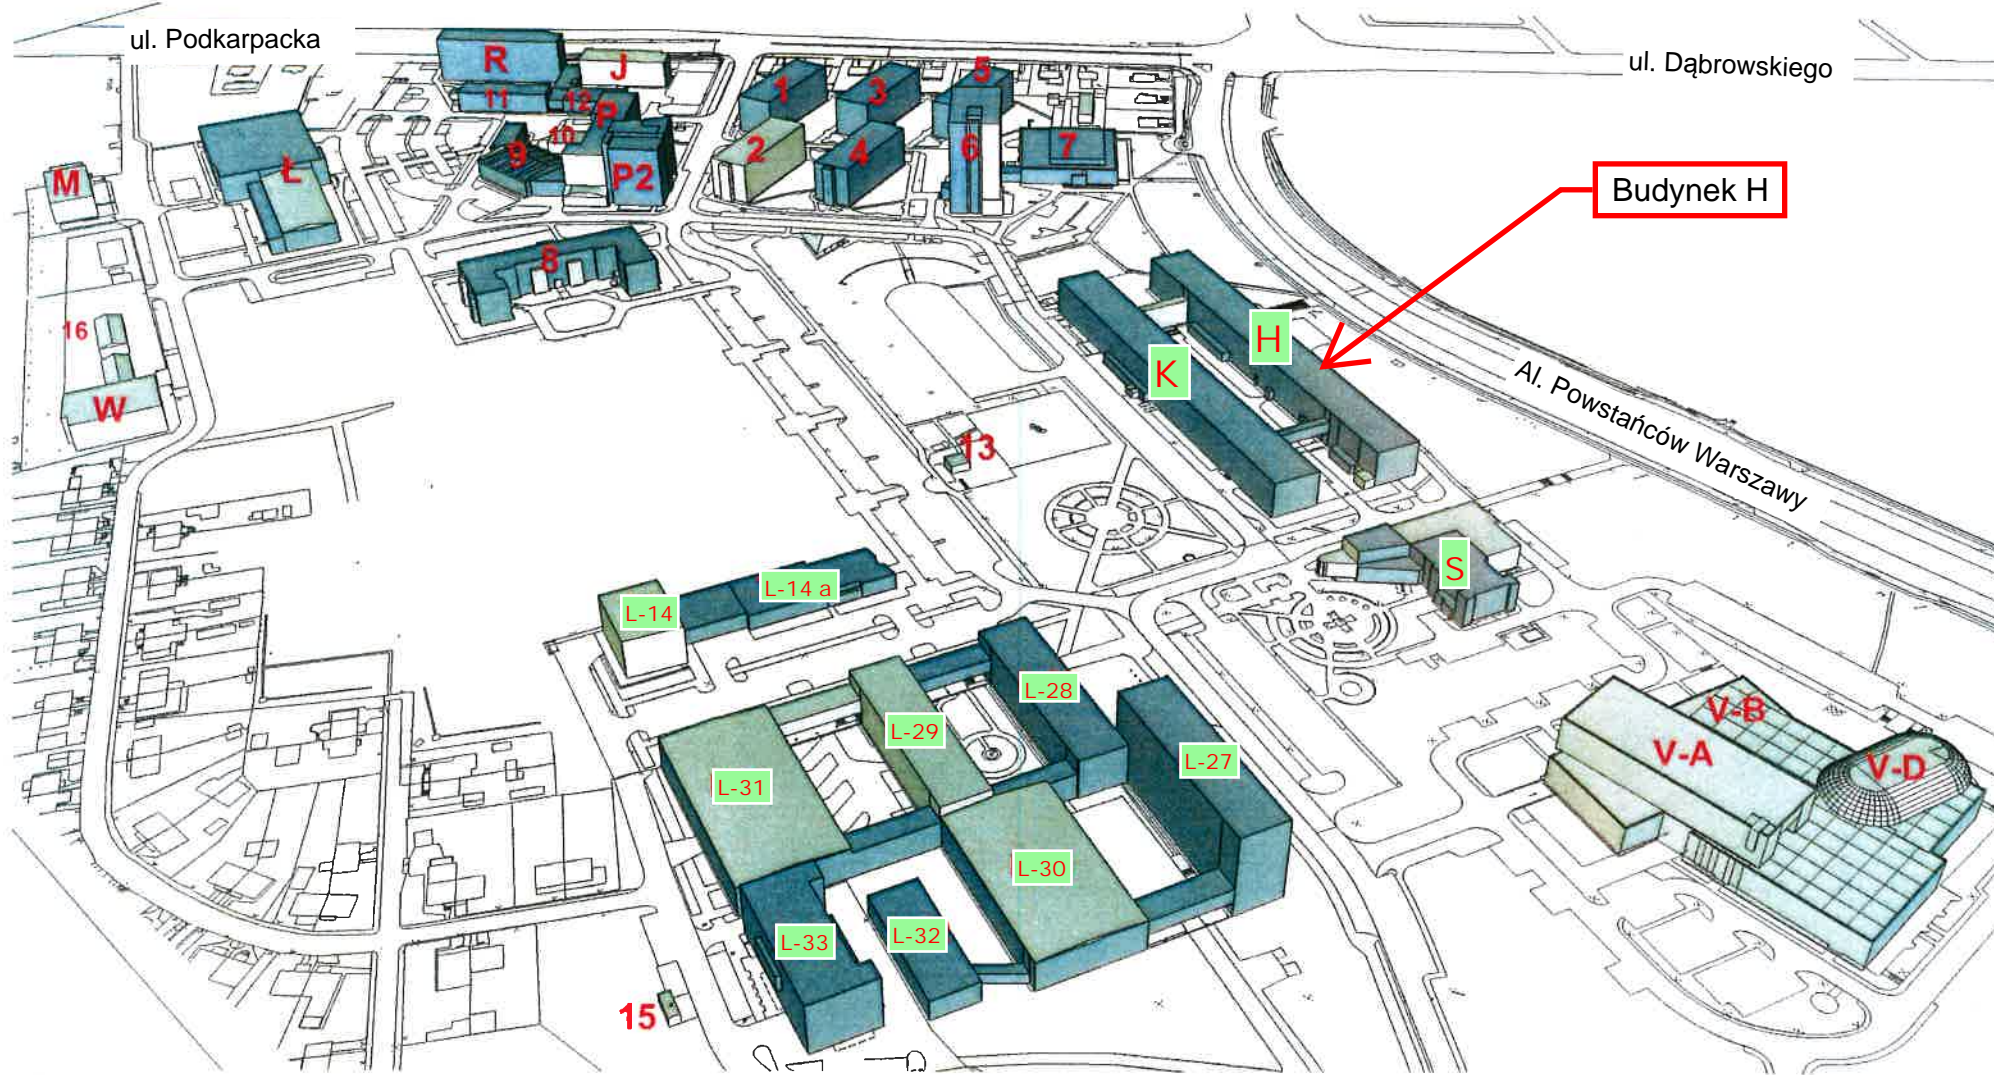 ul. Podkarpacka
ul. Dąbrowskiego
R
J
5
11
12
1
3
P
10
9
2
4
6
7
P2
M
Ł
Budynek H
8
16
H
K
W
Al. Powstańców Warszawy
13
S
L-14 a
L-14
L-28
V-B
L-29
V-A
L-27
V-D
L-31
L-30
L-33
L-32
15